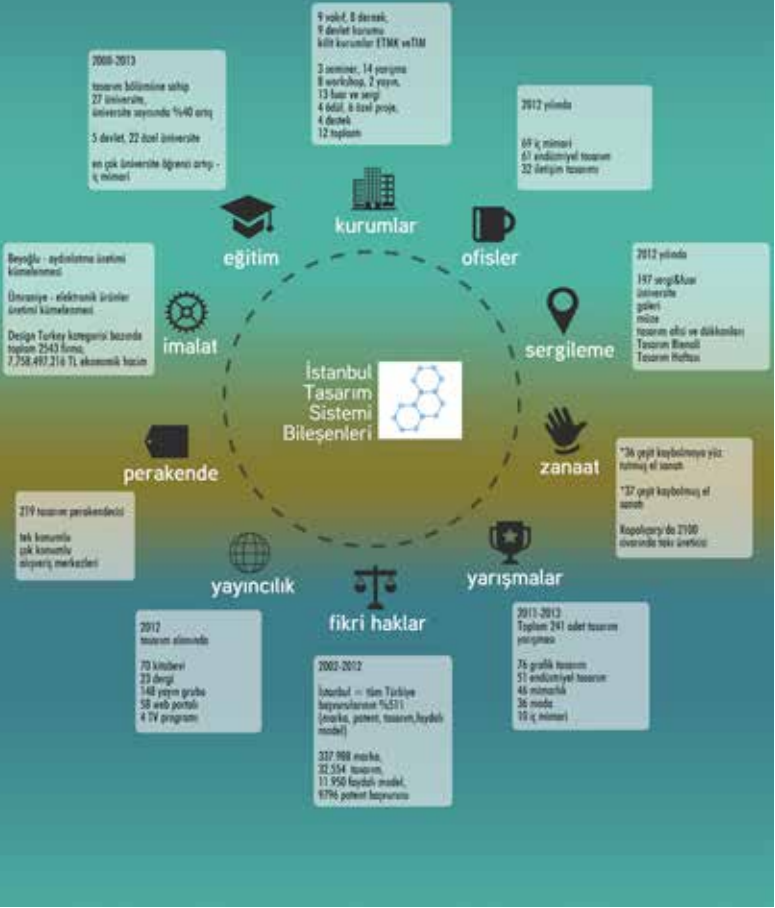 9 vakıf, 8 dernek,
9 devlet kurumu
kilit kurumlar ETMK veTIM
3 seminer, 14 yarışma
8 workshop, 2 yayın,
13 fuar ve sergi
4 ödül, 6 özel proje,
4 destek
12 toplam
kurumlar
2008-2013
tasarım bölümüne sahip
27 üniversite,
üniversite sayısında %40 artış
5 devlet, 22 özel üniversite
en çok üniversite öğrenci artışı -
iç mimari
eğitim
2012 yılında
69 iç mimari
61 endüstriyel tasarım
32 iletişim tasarımı
ofisler
2012 yılında
197 sergi&fuar
üniversite
galeri
müze
tasarım ofisi ve dükkanları
Tasarım Bienali
Tasarım Haftası
sergileme
Beyoğlu - aydınlatma üretimi
kümelenmesi
Ümraniye - elektronik ürünler
üretimi kümelenmesi
Design Turkey kategorisi bazında
toplam 2543 firma,
7.758.497.216 TL ekonomik hacim
imalat
İstanbul
Tasarım
Sistemi
Bileşenleri
zanaat
*36 çeşit kaybolmaya yüz
tutmuş el sanatı
*37 çeşit kaybolmuş el
sanatı
Kapalıçarşı'da 2100
civarında takı üreticisi
perakende
219 tasarım perakendecisi
tek konumlu
çok konumlu
alışveriş merkezleri
yayıncılık
2012
tasarım alanında
70 kitabevi
23 dergi
148 yayın grubu
58 web portalı
4 TV programı
fikri haklar
2002-2012
İstanbul = tüm Türkiye
başvurularının %51'i
(marka, patent, tasarım,faydalı
model)
337 988 marka,
32,554 tasarım,
11 950 faydalı model,
9796 patent başvurusu
yarışmalar
2011-2013
Toplam 241 adet tasarım
yarışması
76 grafik tasarım
51 endüstriyel tasarım
46 mimarlık
36 moda
10 iç mimari